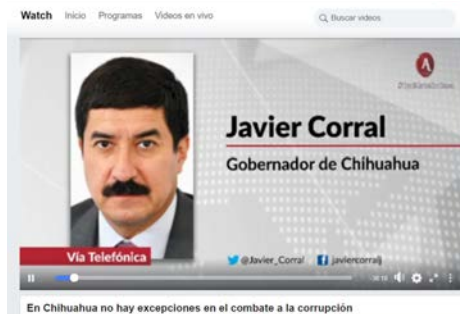 Watch Inicio Programas Videos en vivo
Buscar videos
Javier Corral
Gobernador de Chihuahua
Vía Telefónica
@Javier_Corral javiercorralj
En Chihuahua no hay excepciones en el combate a la corrupción